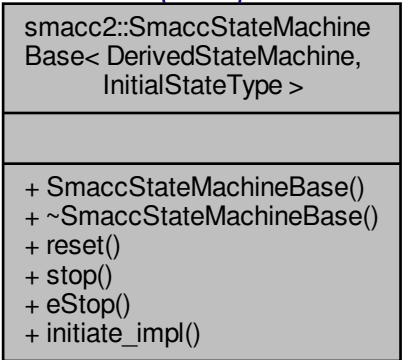 smacc2::SmaccStateMachine
Base< DerivedStateMachine,
InitialStateType >
+ SmaccStateMachineBase()
+ ~SmaccStateMachineBase()
+ reset()
+ stop()
+ eStop()
+ initiate_impl()